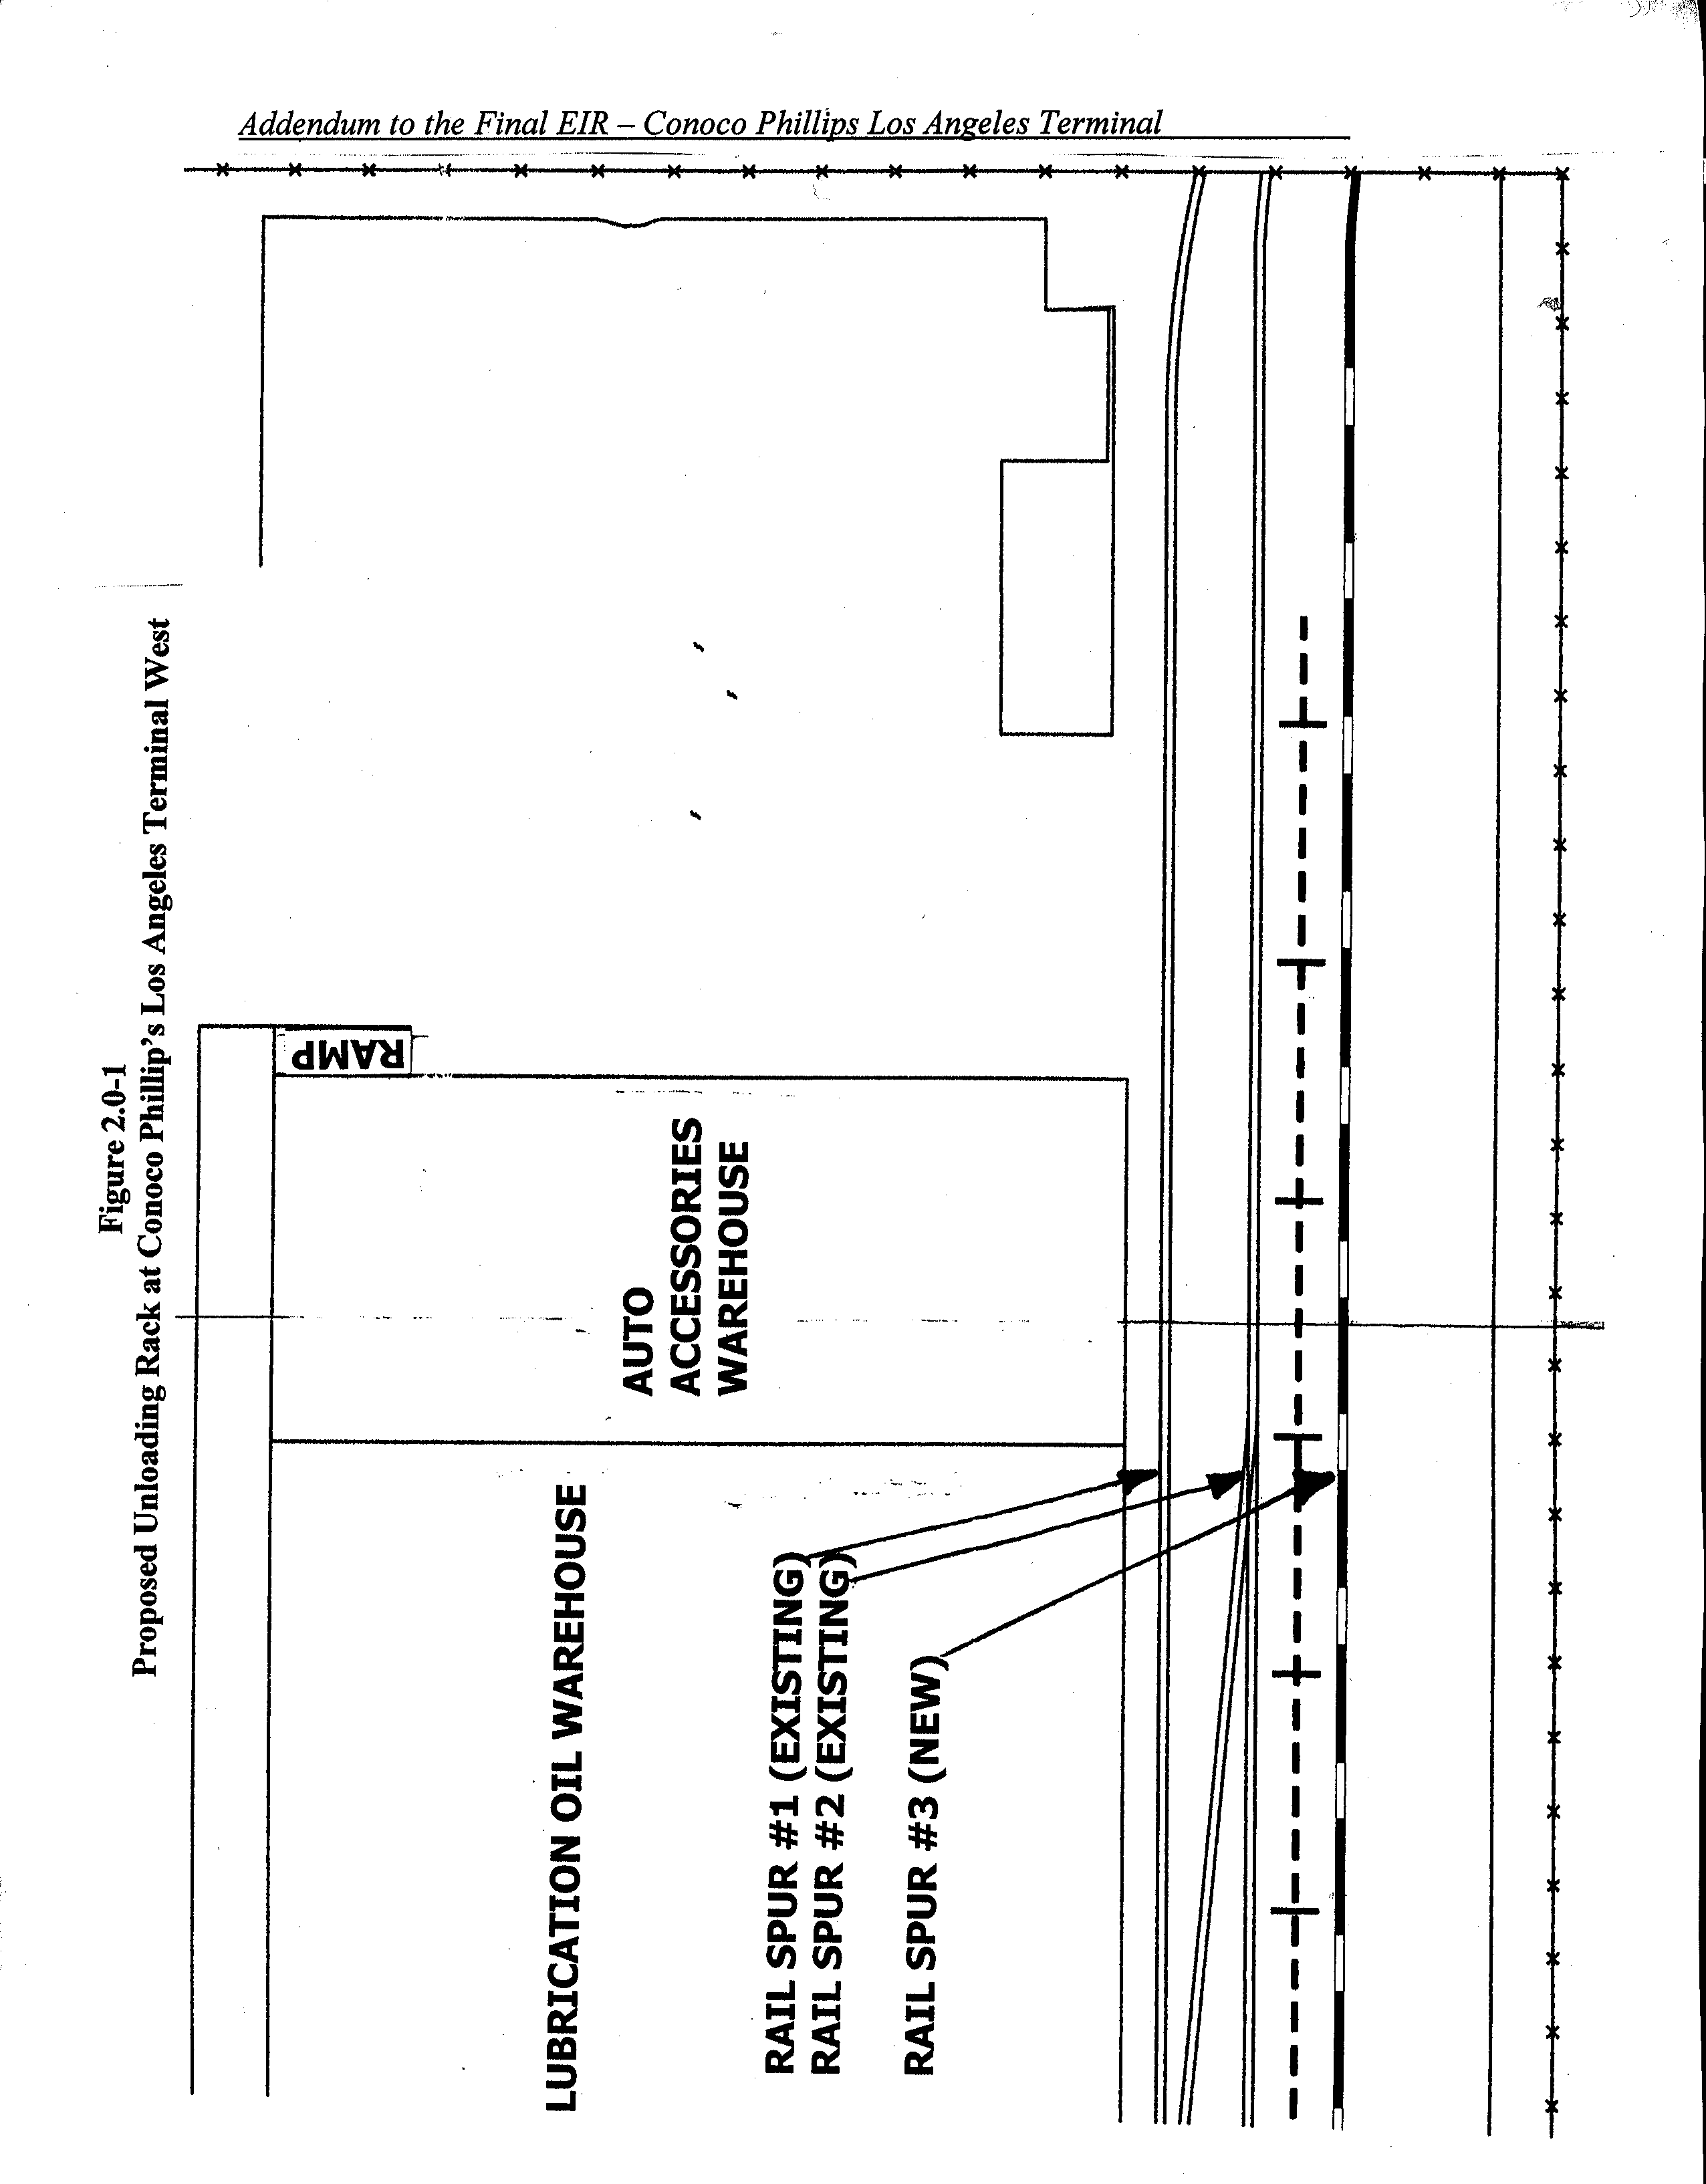 Addendum to the Final EIR – Conoco Phillips Los Angeles Terminal
Figure 2.0-1
Proposed Unloading Rack at Conoco Phillip's Los Angeles Terminal West
RAMP
AUTO
ACCESSORIES
WAREHOUSE
LUBRICATION OIL WAREHOUSE
RAIL SPUR #1 (EXISTING)
RAIL SPUR #2 (EXISTING)
RAIL SPUR #3 (NEW)